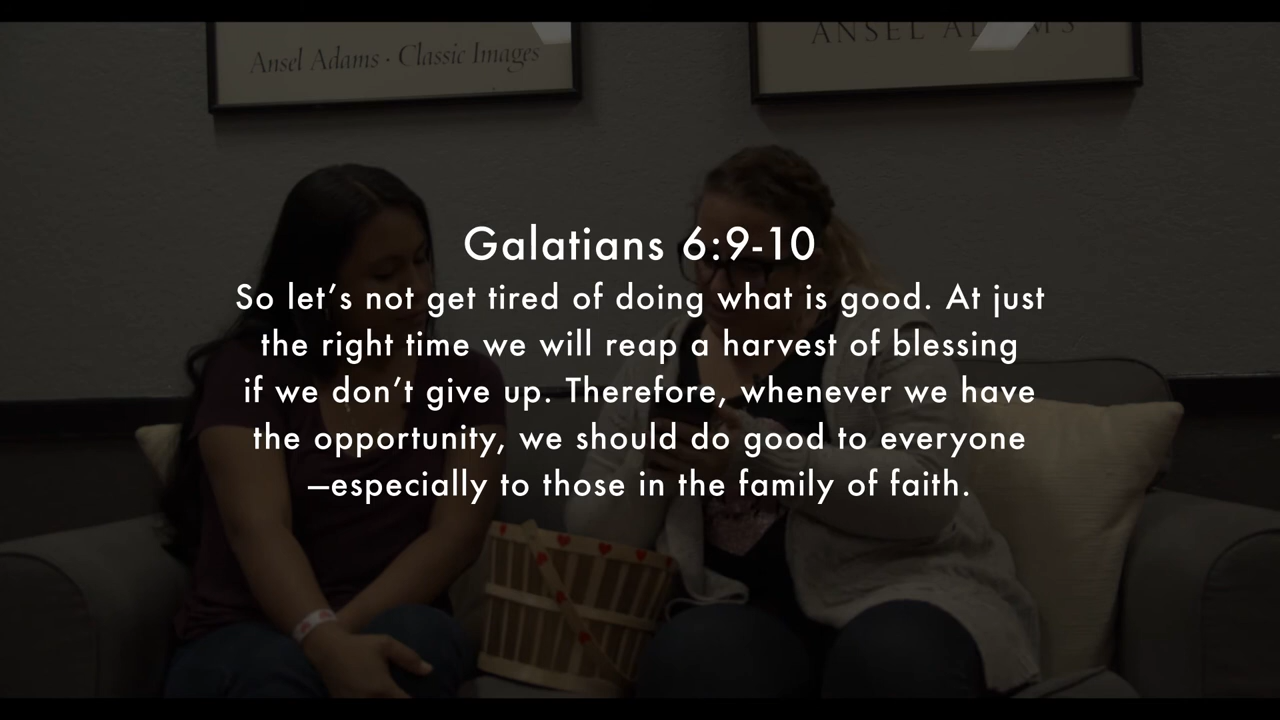 Ansel Adams · Classic Images
ANSEL ADAMS
Galatians 6:9-10
So let’s not get tired of doing what is good. At just
the right time we will reap a harvest of blessing
if we don’t give up. Therefore, whenever we have
the opportunity, we should do good to everyone
—especially to those in the family of faith.